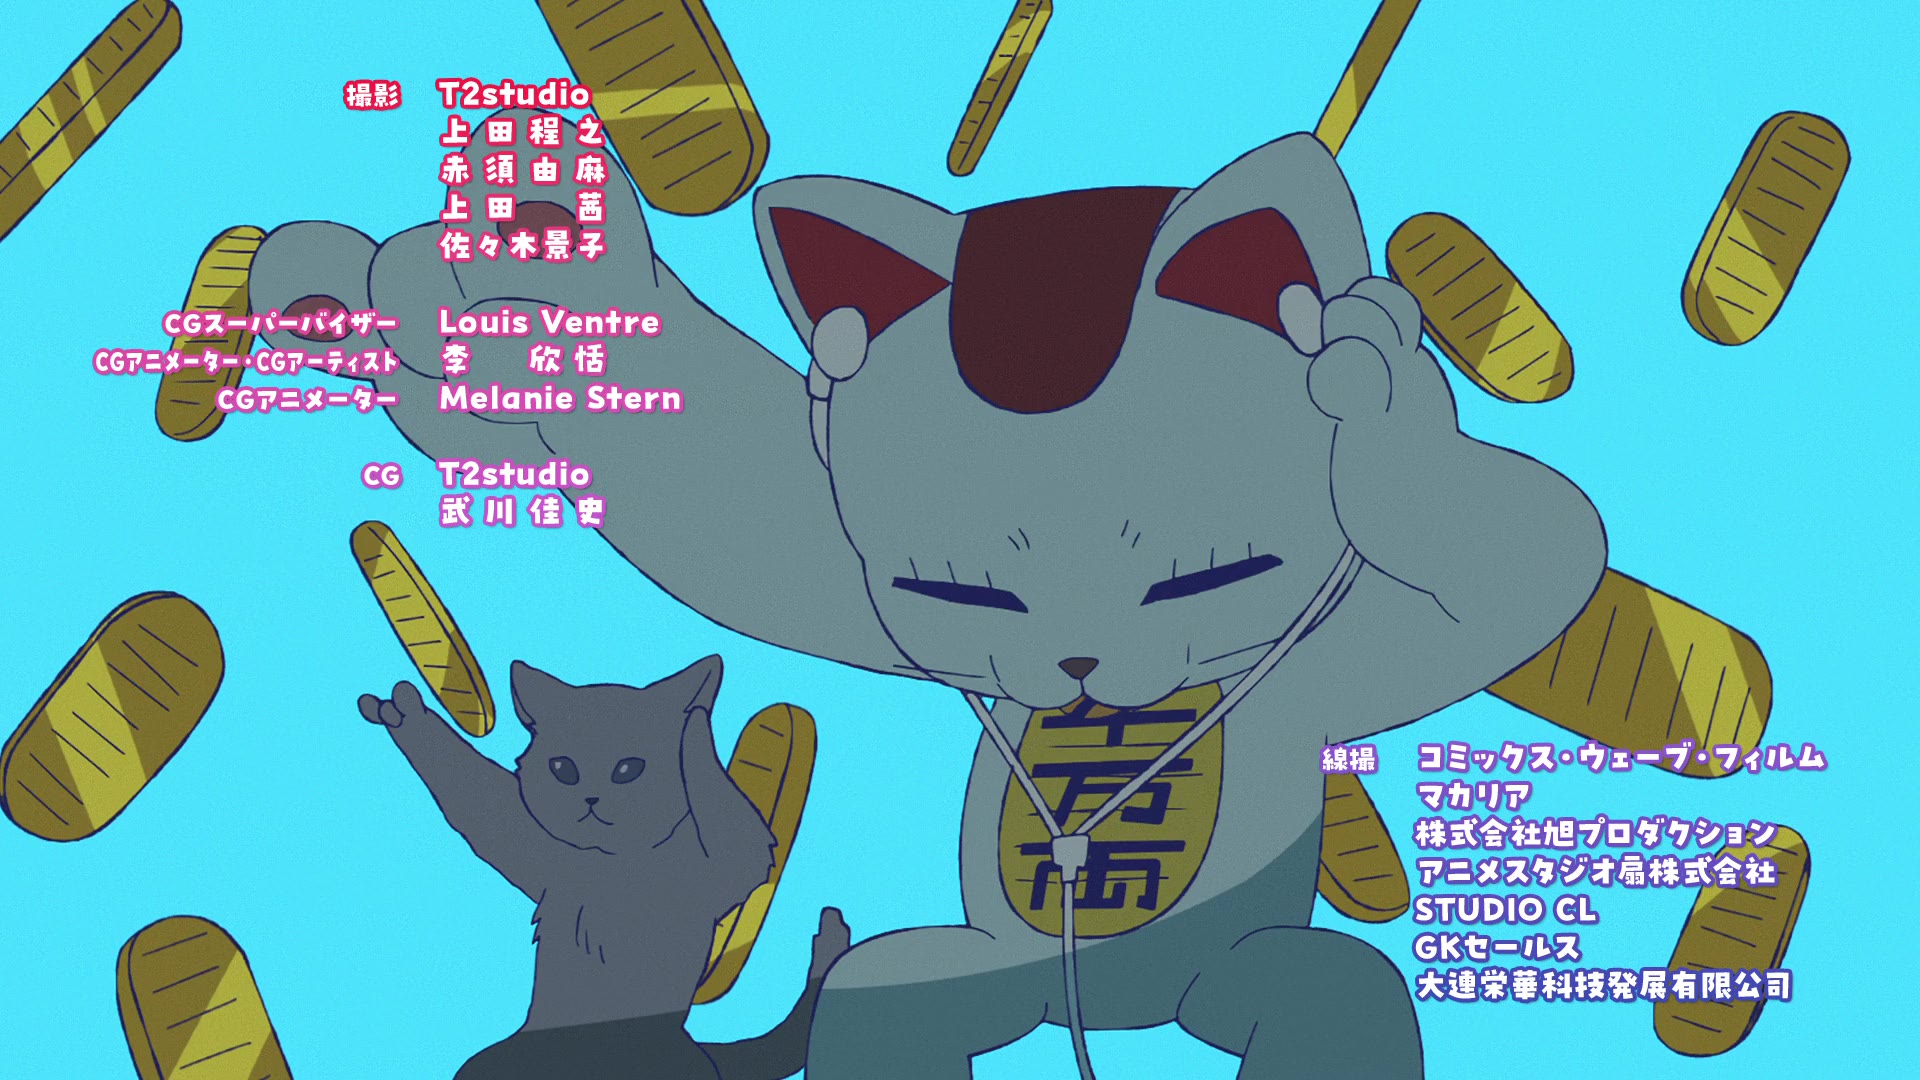 撮影 T2studio
上田程之
赤須由麻
上田 茜
佐々木景子
CGスーパーバイザー Louis Ventre
CGアニメーター・CGアーティスト 李 欣恬
CGアニメーター Melanie Stern
CG T2studio
武川佳史
千万両
線撮 コミックス・ウェーブ・フィルム
マカリア
株式会社旭プロダクション
アニメスタジオ扇株式会社
STUDIO CL
GKセールス
大連栄華科技発展有限公司